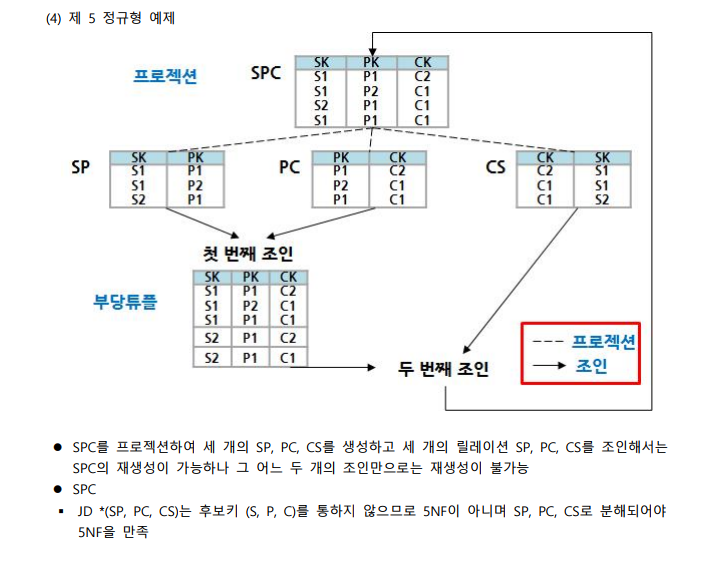 (4) 제 5 정규형 예제
프로젝션
SPC
SK PK CK
S1 P1 C2
S1 P2 C1
S2 P1 C1
S1 P1 C1
SP
SK PK
S1 P1
S1 P2
S2 P1
PC
PK CK
P1 C2
P2 C1
P1 C1
CS
CK SK
C2 S1
C1 S1
C1 S2
첫 번째 조인
부당튜플
SK PK CK
S1 P1 C2
S1 P2 C1
S1 P1 C1
S2 P1 C2
S2 P1 C1
두 번째 조인
프로젝션
조인
● SPC를 프로젝션하여 세 개의 SP, PC, CS를 생성하고 세 개의 릴레이션 SP, PC, CS를 조인해서는
SPC의 재생성이 가능하나 그 어느 두 개의 조인만으로는 재생성이 불가능
● SPC
▪ JD *(SP, PC, CS)는 후보키 (S, P, C)를 통하지 않으므로 5NF이 아니며 SP, PC, CS로 분해되어야
5NF을 만족